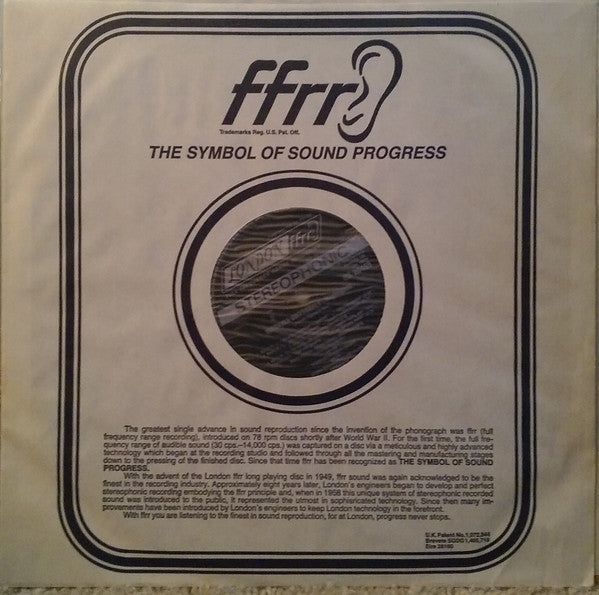 ffrr
Trademarks Reg. U.S. Pat. Off.
THE SYMBOL OF SOUND PROGRESS
LONDON ffrr
STEREOPHONIC
The greatest single advance in sound reproduction since the invention of the phonograph was ffrr (full
frequency range recording), introduced on 78 rpm discs shortly after World War II. For the first time, the full fre-
quency range of audible sound (30 cps-14,000 cps.) was captured on a disc via a meticulous and highly advanced
technology which began at the recording studio and followed through all the mastering and manufacturing stages
down to the pressing of the finished disc. Since that time ffrr has been recognized as THE SYMBOL OF SOUND
PROGRESS.
With the advent of the London ffrr long playing disc in 1949, ffrr sound was again acknowledged to be the
finest in the recording industry. Approximately eight years later, London's engineers began to develop and perfect
stereophonic recording embodying the ffrr principle and, when in 1958 this unique system of stereophonic recorded
sound was introduced to the public, it represented the utmost in sophisticated technology. Since then many im-
provements have been introduced by London's engineers to keep London technology in the forefront.
With ffrr you are listening to the finest in sound reproduction, for at London, progress never stops.
U.K. Patent No. 1,072,844
Brevets SGDG 1,465,718